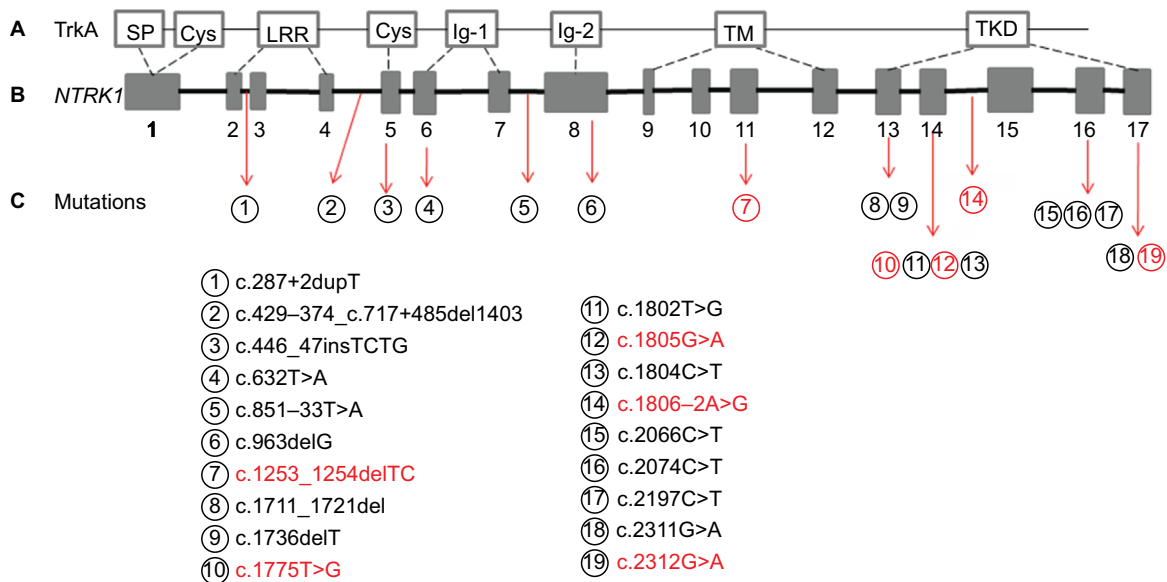 A TrkA SP Cys LRR Cys Ig-1 Ig-2 TM TKD
B NTRK1
1 2 3 4 5 6 7 8 9 10 11 12 13 14 15 16 17
C Mutations 1 2 3 4 5 6 7 8 9 14 15 16 17
10 11 12 13 18 19
1 c.287+2dupT
2 c.429–374_c.717+485del1403
3 c.446_47insTCTG
4 c.632T>A
5 c.851–33T>A
6 c.963delG
7 c.1253_1254delTC
8 c.1711_1721del
9 c.1736delT
10 c.1775T>G
11 c.1802T>G
12 c.1805G>A
13 c.1804C>T
14 c.1806–2A>G
15 c.2066C>T
16 c.2074C>T
17 c.2197C>T
18 c.2311G>A
19 c.2312G>A